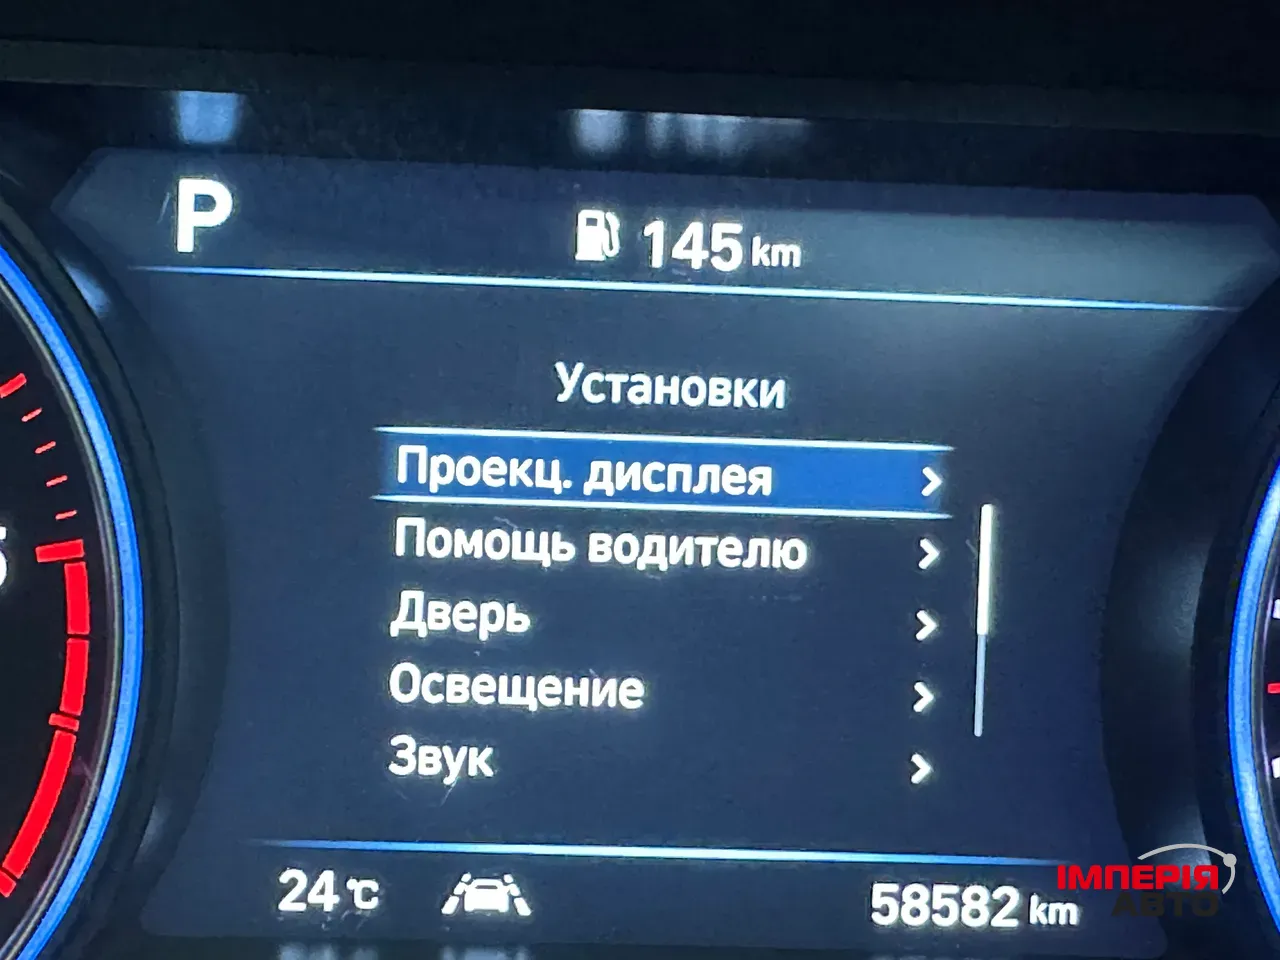 P
145 km
Установки
Проекц. дисплея
Помощь водителю
Дверь
Освещение
Звук
24°C
58582 km
ІМПЕРІЯ
АВТО